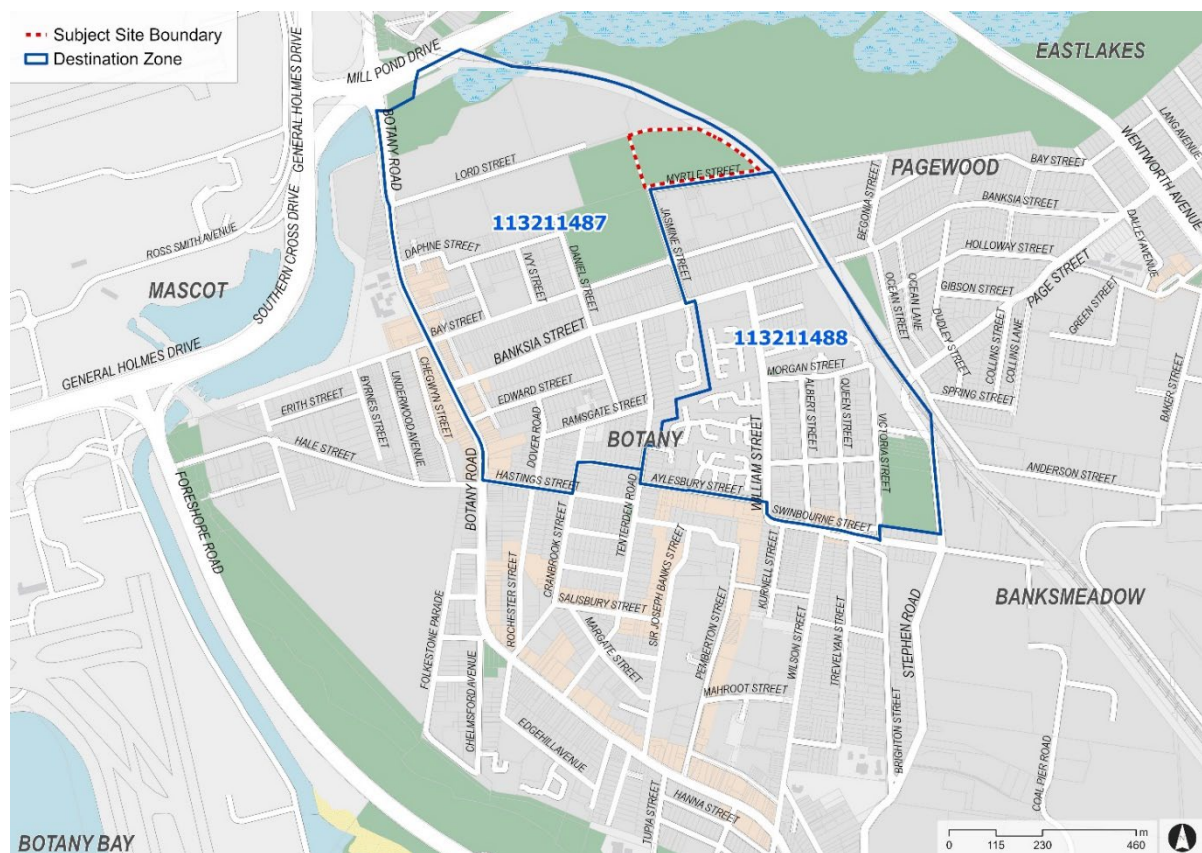 Subject Site Boundary
Destination Zone
MILL POND DRIVE
GENERAL HOLMES DRIVE
EASTLAKES
LANG AVENUE
WENTWORTH AVENUE
BOTANY ROAD
LORD STREET
MYRTLE STREET
PAGEWOOD
BAY STREET
BEGONIA STREET
BANKSIA STREET
SOUTHERN CROSS DRIVE
ROSS SMITH AVENUE
113211487
JASMINE STREET
DALLEY AVENUE
DAPHNE STREET
IVY STREET
DANIEL STREET
HOLLOWAY STREET
PAGE STREET
OCEAN STREET
OCEAN LANE
GIBSON STREET
GREEN STREET
MASCOT
BAY STREET
BANKSIA STREET
113211488
DUDLEY STREET
COLLINS STREET
COLLINS LANE
GENERAL HOLMES DRIVE
CHEGWYN STREET
MORGAN STREET
ERITH STREET
BYRNES STREET
UNDERWOOD AVENUE
EDWARD STREET
RAMSGATE STREET
ALBERT STREET
QUEEN STREET
SPRING STREET
BAKER STREET
HALE STREET
DOVER ROAD
BOTANY
WILLIAM STREET
VICTORIA STREET
ANDERSON STREET
FORESHORE ROAD
BOTANY ROAD
HASTINGS STREET
AYLESBURY STREET
TENTERDEN ROAD
SWINBOURNE STREET
CRANBROOK STREET
SIR JOSEPH BANKS STREET
KURNELL STREET
BANKSMEADOW
ROCHESTER STREET
SALISBURY STREET
FOLKESTONE PARADE
MARGATE STREET
PEMBERTON STREET
WILSON STREET
TREVELYAN STREET
STEPHEN ROAD
CHELMSFORD AVENUE
MAHROOT STREET
EDGEHILL AVENUE
BRIGHTON STREET
COAL PIER ROAD
HANNA STREET
TUPIA STREET
BOTANY BAY
0 115 230 460 m